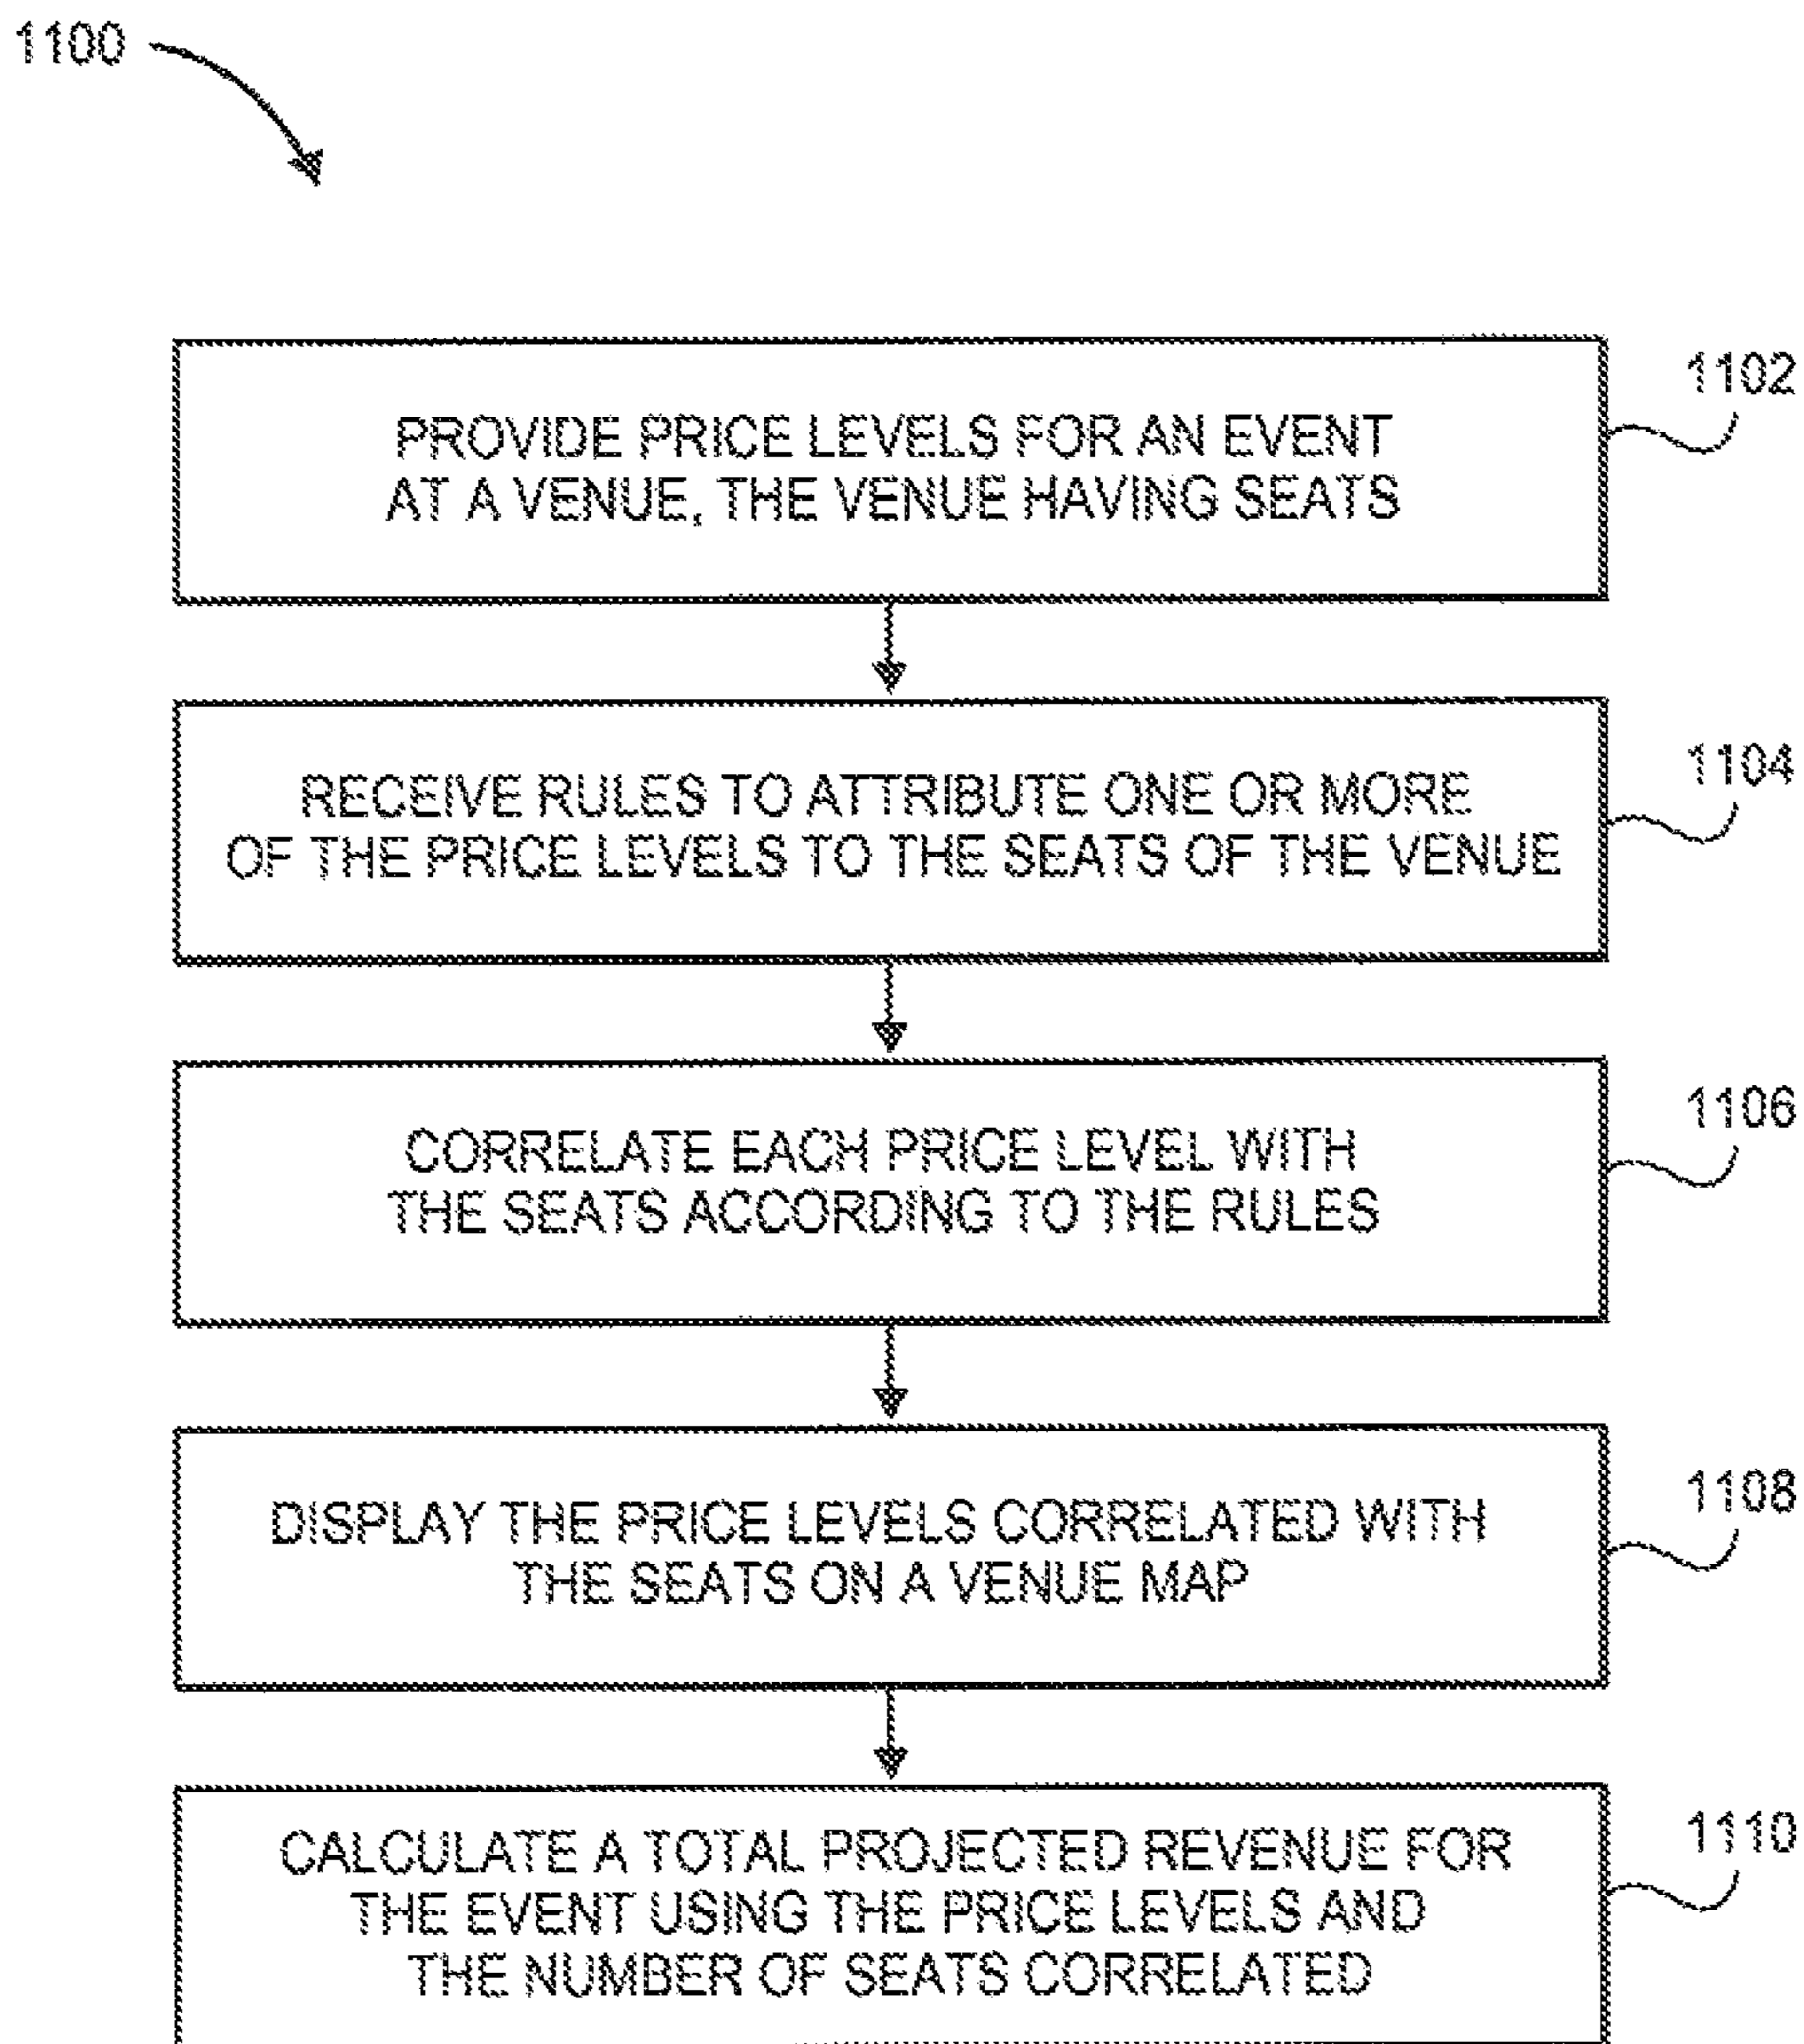 1100
PROVIDE PRICE LEVELS FOR AN EVENT
AT A VENUE, THE VENUE HAVING SEATS
1102
RECEIVE RULES TO ATTRIBUTE ONE OR MORE
OF THE PRICE LEVELS TO THE SEATS OF THE VENUE
1104
CORRELATE EACH PRICE LEVEL WITH
THE SEATS ACCORDING TO THE RULES
1106
DISPLAY THE PRICE LEVELS CORRELATED WITH
THE SEATS ON A VENUE MAP
1108
CALCULATE A TOTAL PROJECTED REVENUE FOR
THE EVENT USING THE PRICE LEVELS AND
THE NUMBER OF SEATS CORRELATED
1110